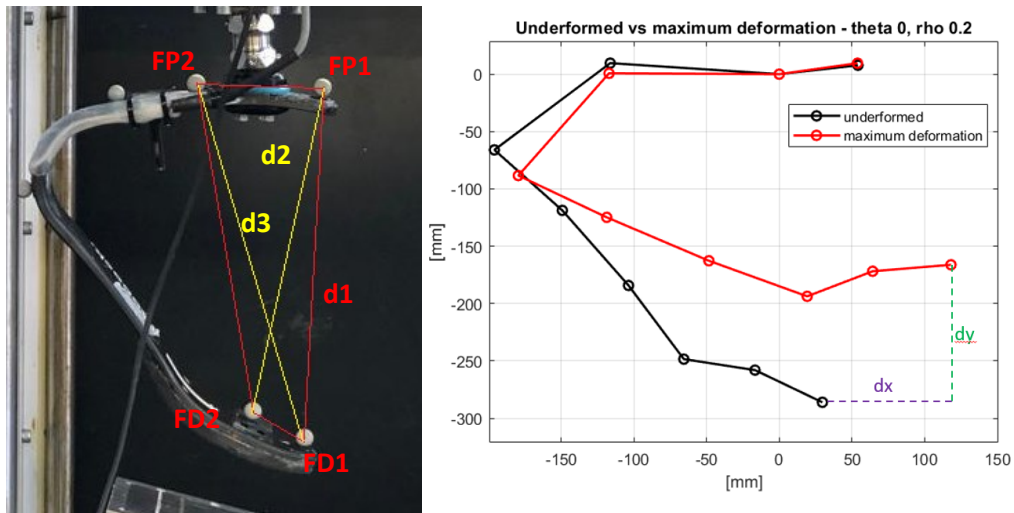 FP2
FP1
d2
d3
d1
FD2
FD1
Underformed vs maximum deformation - theta 0, rho 0.2
underformed
maximum deformation
0
-50
-100
-150
-200
-250
-300
[mm]
dy
dx
-150
-100
-50
0
50
100
150
[mm]